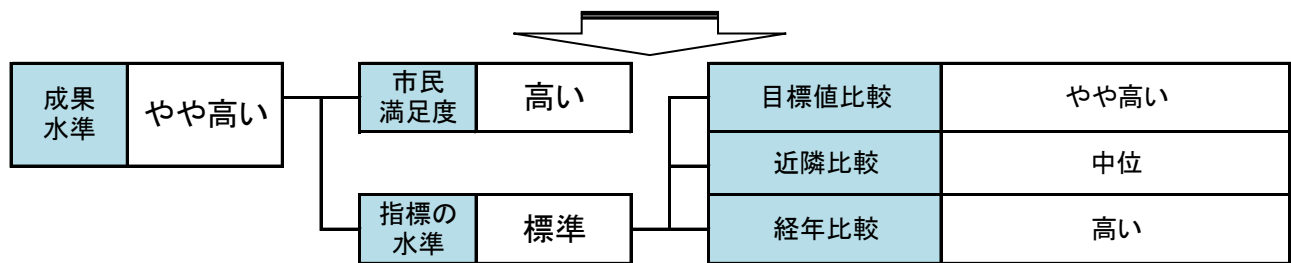 成果
水準
やや高い
市民
満足度
高い
指標の
水準
標準
目標値比較
やや高い
近隣比較
中位
経年比較
高い